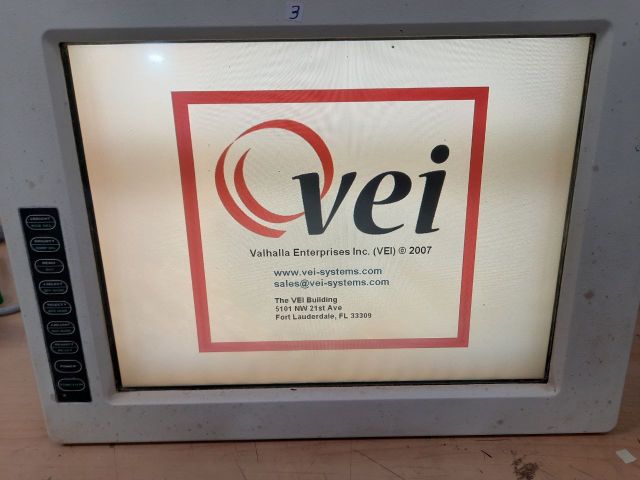 3
vei
Valhalla Enterprises Inc. (VEI) © 2007
www.vei-systems.com
sales@vei-systems.com
The VEI Building
5101 NW 21st Ave
Fort Lauderdale, FL 33309
POWER